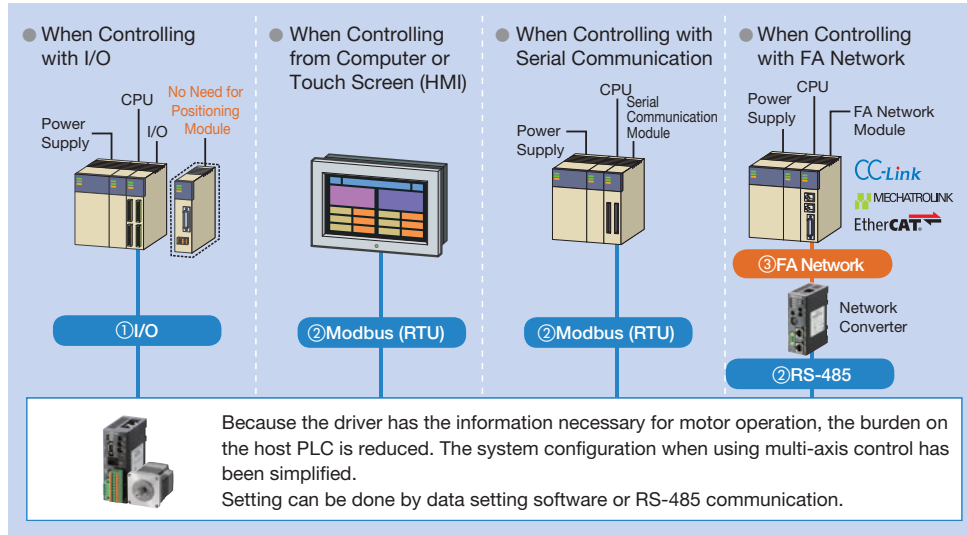 When Controlling
with I/O
CPU
No Need for
Positioning
Module
I/O
Power
Supply
①I/O
When Controlling
from Computer or
Touch Screen (HMI)
②Modbus (RTU)
When Controlling with
Serial Communication
CPU
Serial
Communication
Module
Power
Supply
②Modbus (RTU)
When Controlling
with FA Network
CPU
Power
Supply
FA Network
Module
CC-Link
MECHATROLINK
EtherCAT®
③FA Network
Network
Converter
②RS-485
Because the driver has the information necessary for motor operation, the burden on
the host PLC is reduced. The system configuration when using multi-axis control has
been simplified.
Setting can be done by data setting software or RS-485 communication.